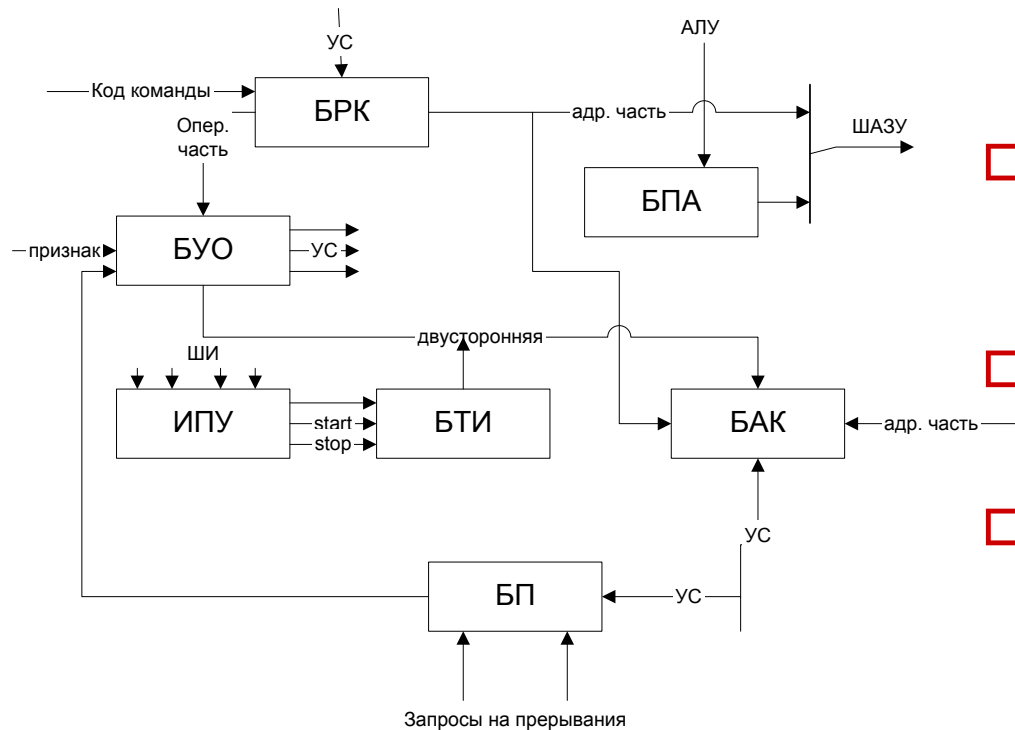 УС
АЛУ
Код команды
БРК
адр. часть
Опер.
часть
ШАЗУ
БПА
признак
БУО
УС
двусторонняя
ШИ
ИПУ
start
stop
БТИ
БАК
адр. часть
УС
БП
УС
Запросы на прерывания